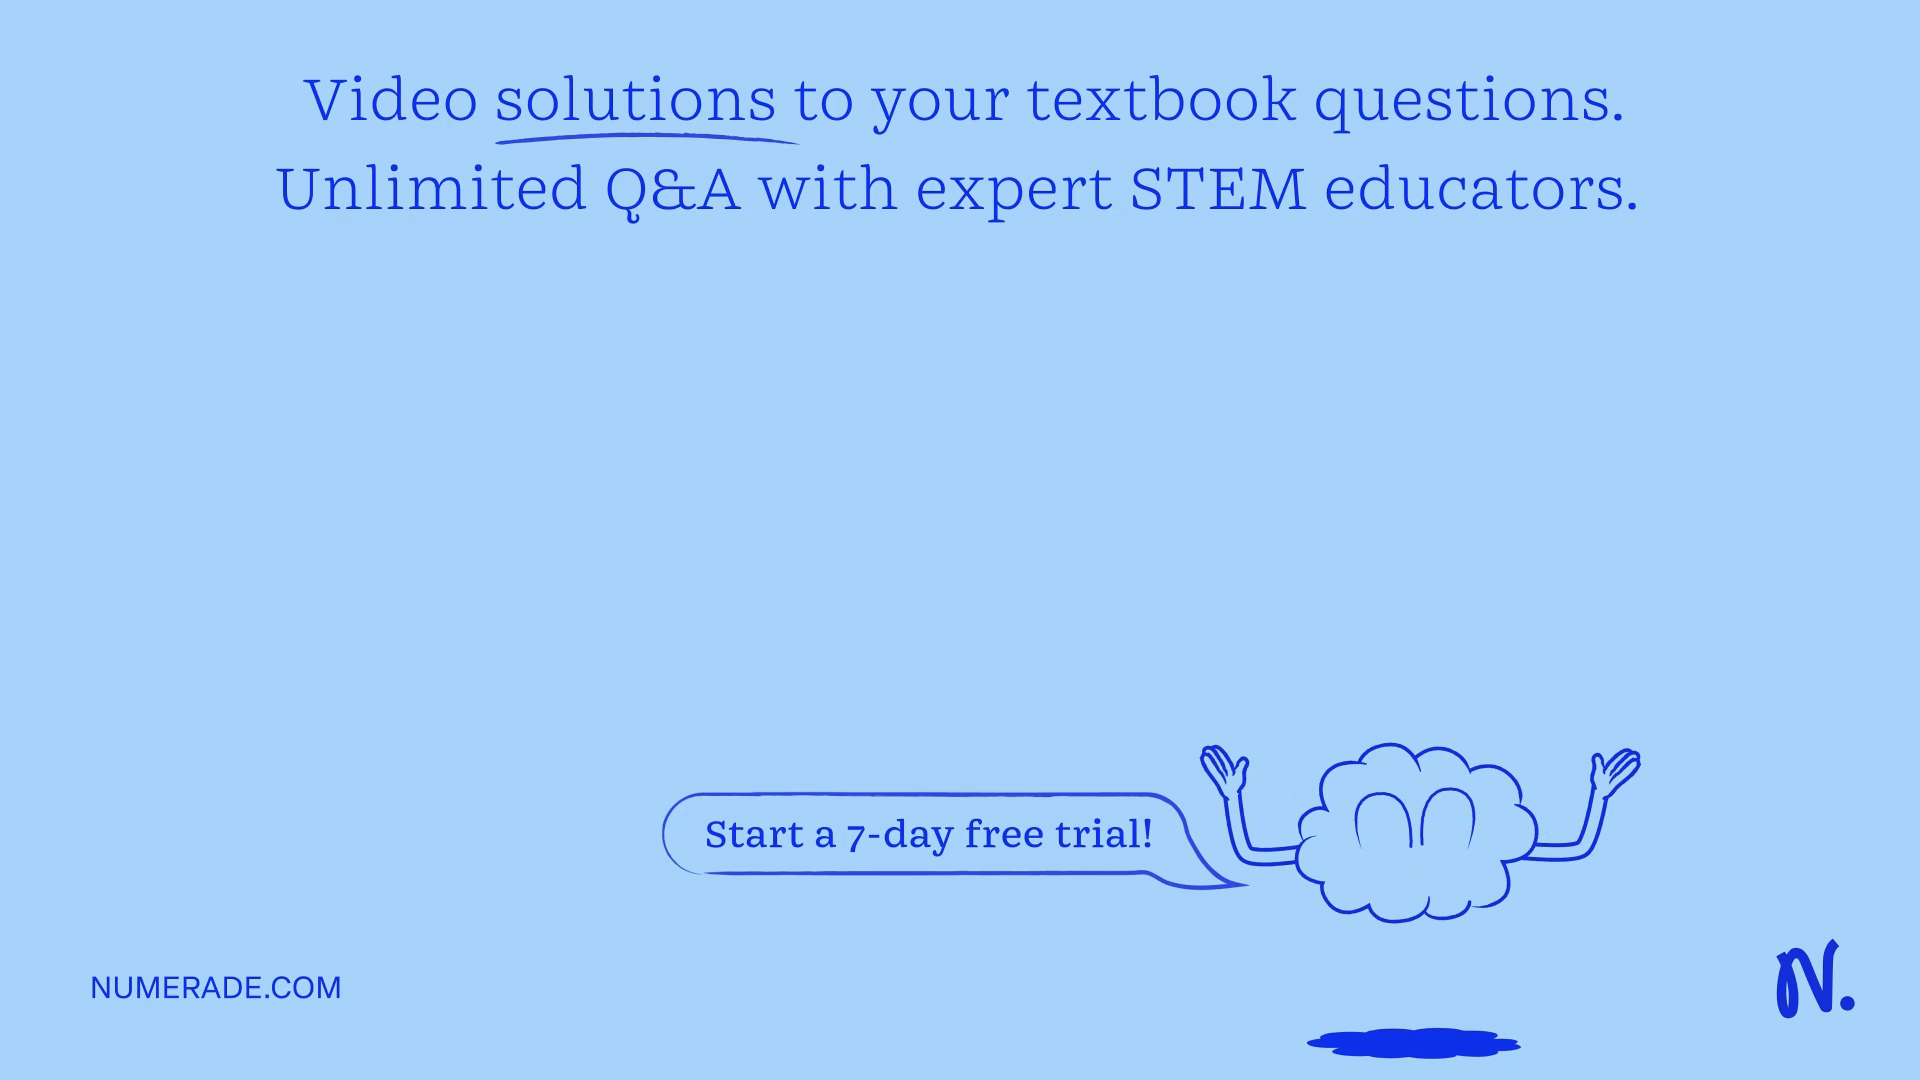 Video solutions to your textbook questions.
Unlimited Q&A with expert STEM educators.
Start a 7-day free trial!
NUMERADE.COM
N.